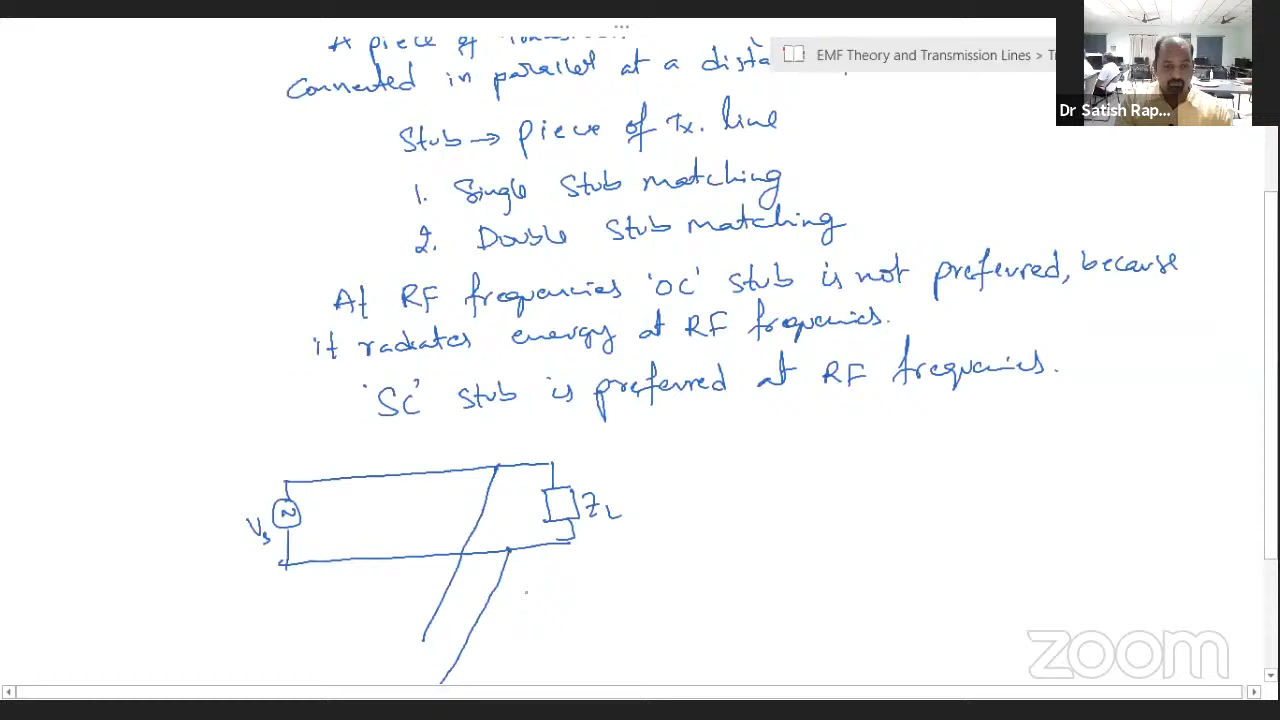 A piece of
Connected in parallel at a dista
EMF Theory and Transmission Lines > Tr
Dr Satish Rap...
Stub → piece of Tx. line
1. Single Stub matching
2. Double Stub matching
At RF frequencies 'OC' stub is not preferred, because
it radiates energy at RF frequencies.
'SC' stub is preferred at RF frequencies.
Vs
ZL
zoom